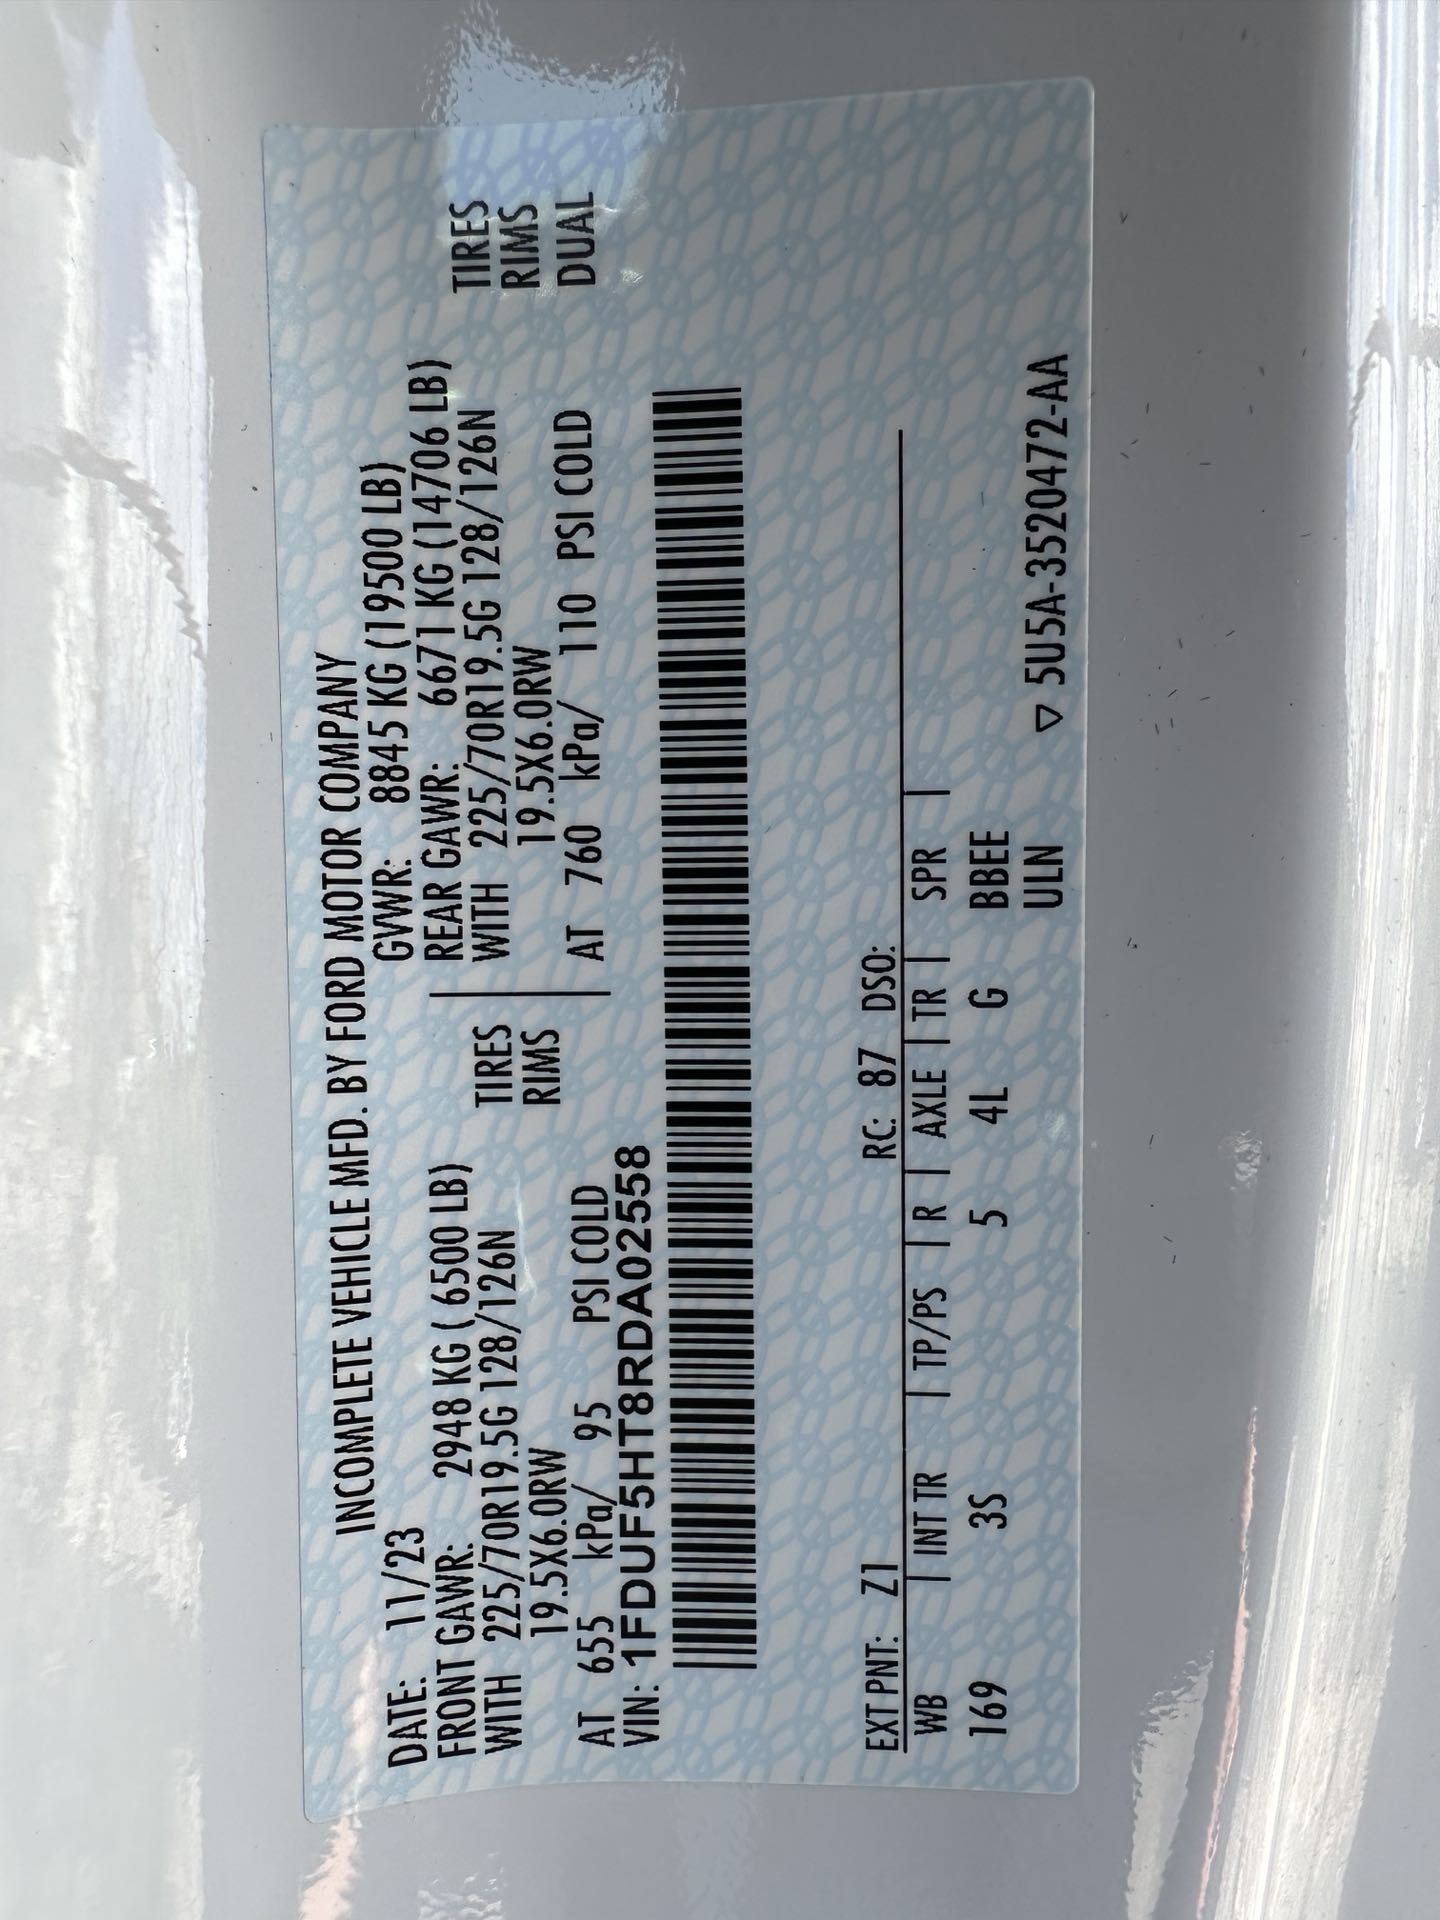 INCOMPLETE VEHICLE MFD. BY FORD MOTOR COMPANY
DATE: 11/23 GVWR: 8845 KG (19500 LB)
FRONT GAWR: 2948 KG ( 6500 LB) REAR GAWR: 6671 KG (14706 LB)
WITH 225/70R19.5G 128/126N TIRES WITH 225/70R19.5G 128/126N TIRES
19.5X6.0RW RIMS 19.5X6.0RW RIMS
AT 655 kPa/ 95 PSI COLD AT 760 kPa/ 110 PSI COLD DUAL
VIN: 1FDUF5HT8RDA02558
EXT PNT: Z1 RC: 87 DSO:
WB | INT TR | TP/PS | R | AXLE | TR | SPR |
169 3S 5 4L G BBEE
ULN ▽ 5U5A-3520472-AA